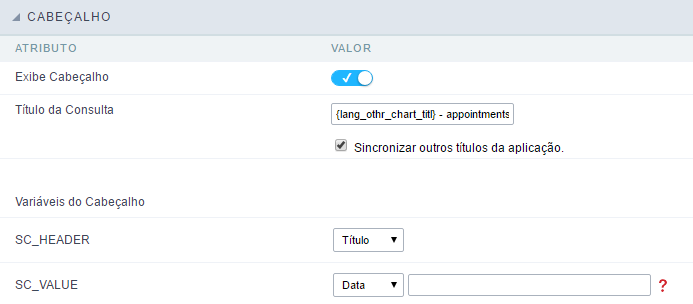 CABEÇALHO
ATRIBUTO VALOR
Exibe Cabeçalho
Título da Consulta {lang_othr_chart_titl} - appointments
Sincronizar outros títulos da aplicação.
Variáveis do Cabeçalho
SC_HEADER Título
SC_VALUE Data ?